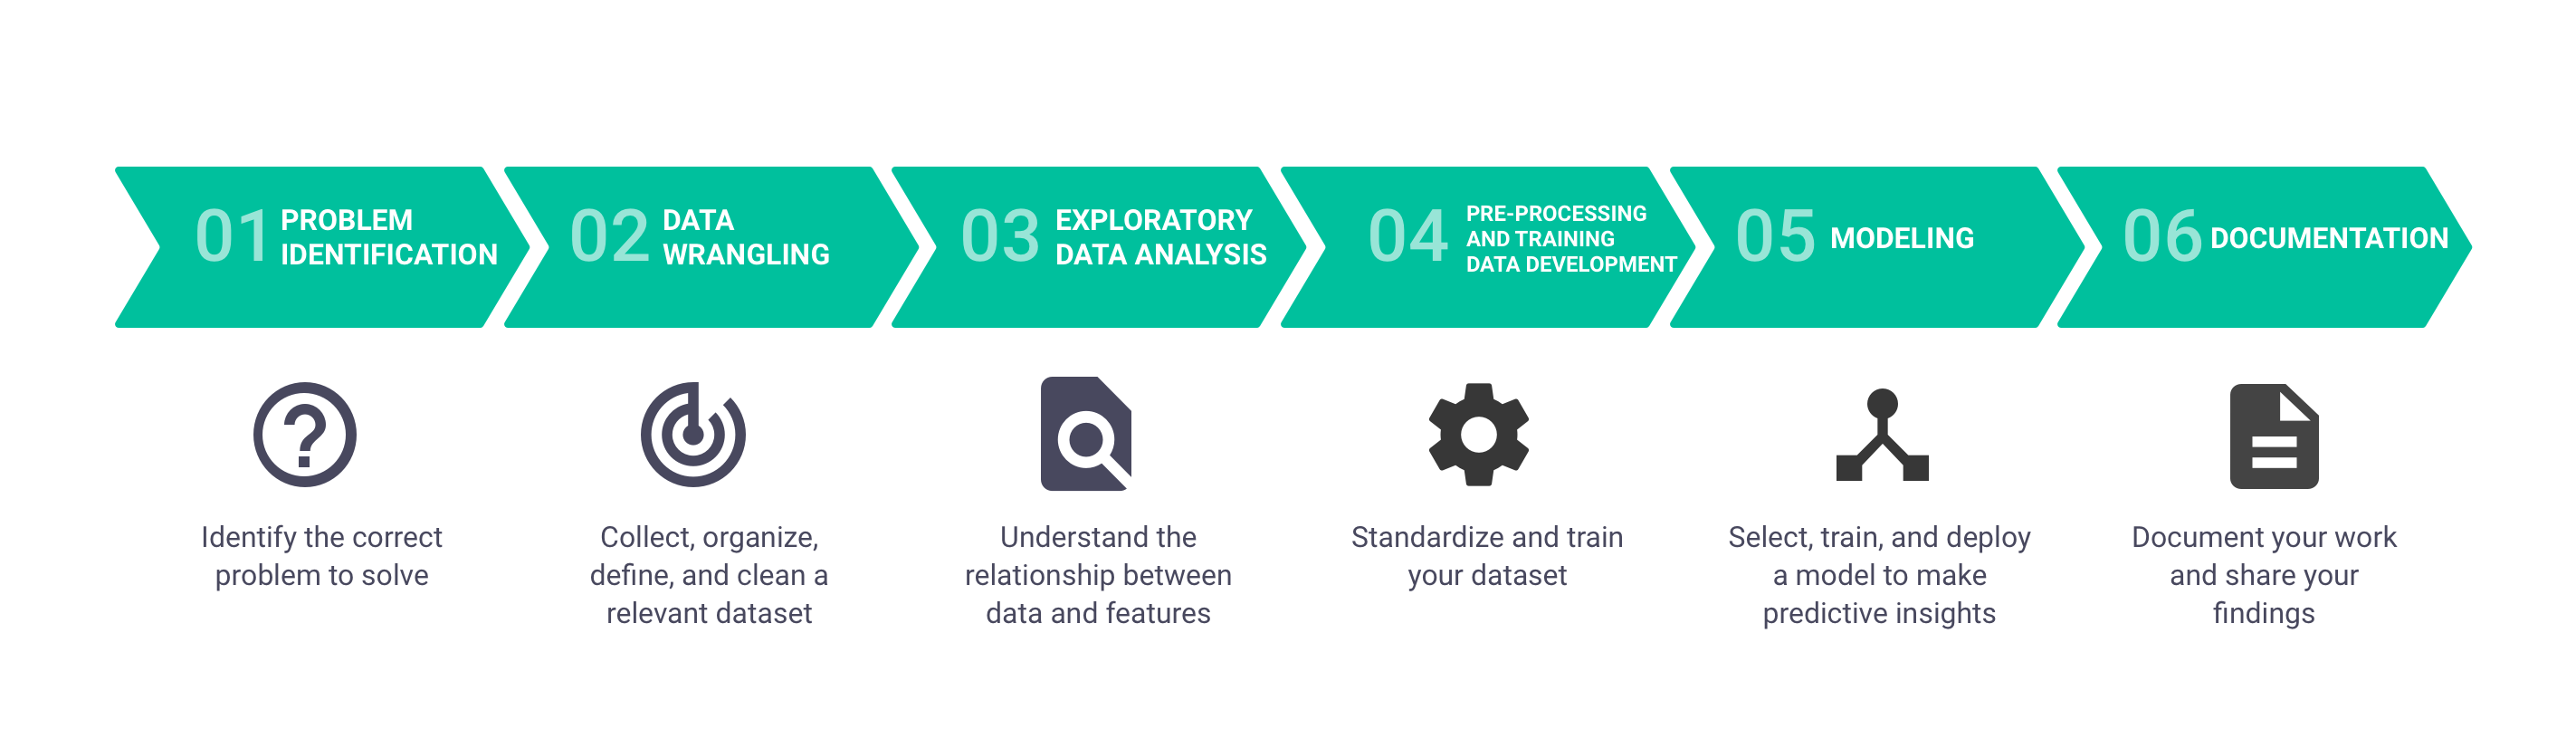 01 PROBLEM
IDENTIFICATION
02 DATA
WRANGLING
03 EXPLORATORY
DATA ANALYSIS
04 PRE-PROCESSING
AND TRAINING
DATA DEVELOPMENT
05 MODELING
06 DOCUMENTATION
Identify the correct
problem to solve
Collect, organize,
define, and clean a
relevant dataset
Understand the
relationship between
data and features
Standardize and train
your dataset
Select, train, and deploy
a model to make
predictive insights
Document your work
and share your
findings